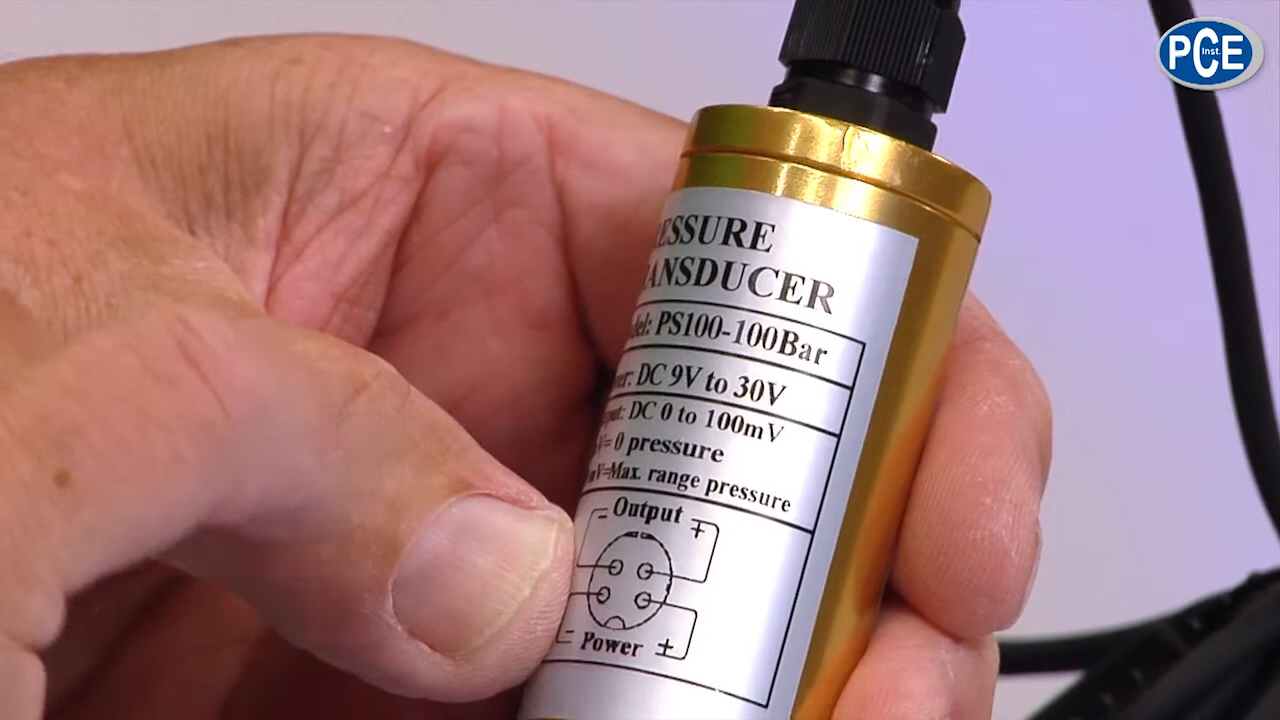 PCE
Inst.
ESSURE
ANSDUCER
del: PS100-100Bar
er: DC 9V to 30V
put: DC 0 to 100mV
V= 0 pressure
mV=Max. range pressure
- Output +
- Power +